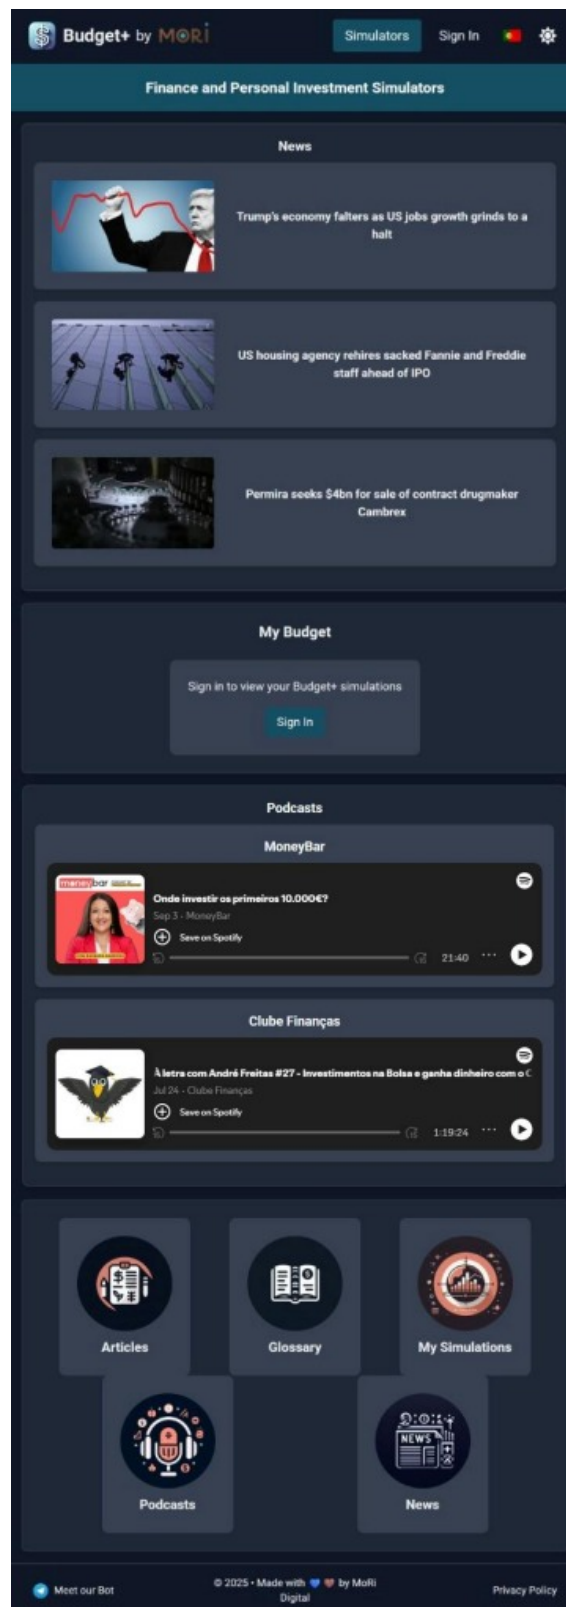 Budget+ by MORI
Simulators
Sign In
Finance and Personal Investment Simulators
News
Trump's economy falters as US jobs growth grinds to a
halt
US housing agency rehires sacked Fannie and Freddie
staff ahead of IPO
Permira seeks $4bn for sale of contract drugmaker
Cambrex
My Budget
Sign in to view your Budget+ simulations
Sign In
Podcasts
MoneyBar
moneybar
Onde investir os primeiros 10.000€?
Sep 3 - MoneyBar
Save on Spotify
21:40
Clube Finanças
À letra com André Freitas #27 - Investimentos na Bolsa e ganha dinheiro com o
Jul 24 - Clube Finanças
Save on Spotify
1:19:24
Articles
Glossary
My Simulations
NEWS
Podcasts
News
Meet our Bot
© 2025 • Made with 💙 🤎 by MoRi
Digital
Privacy Policy